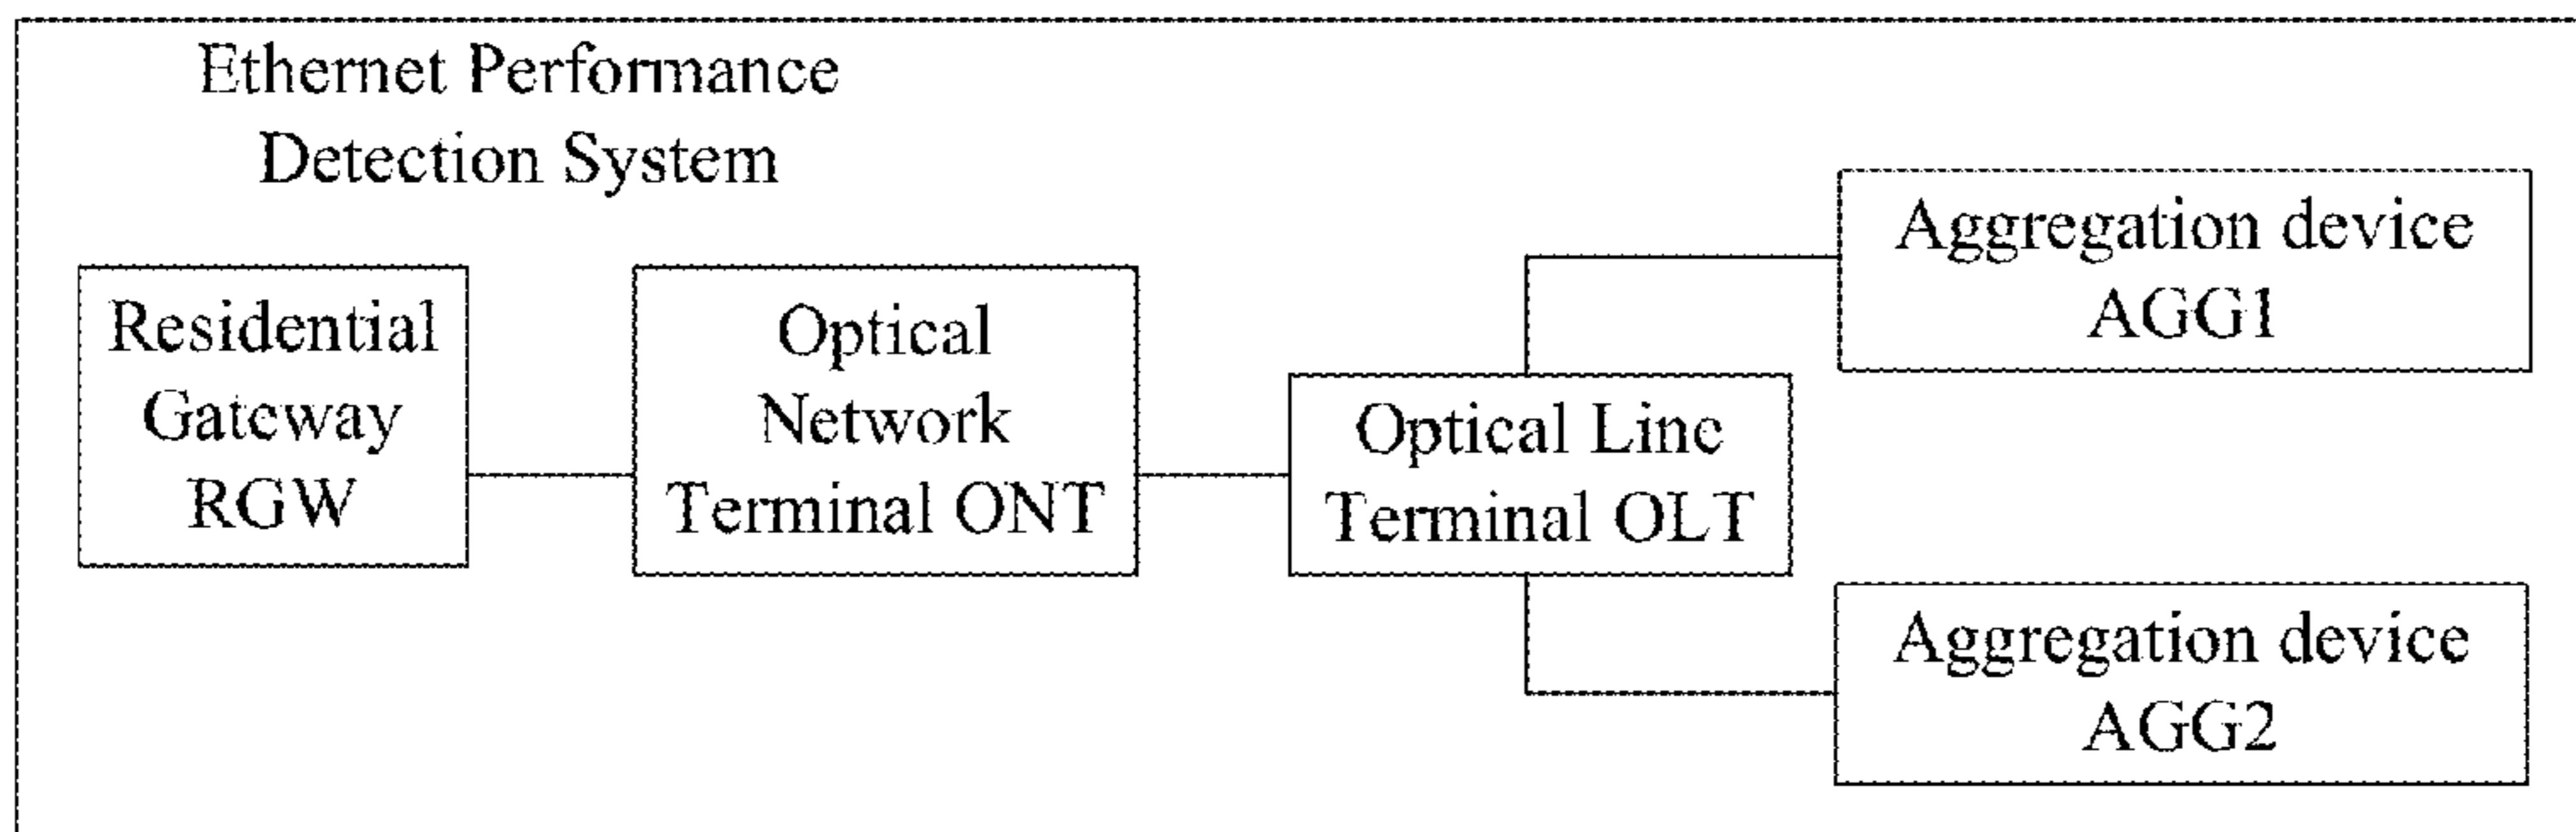 Ethernet Performance
Detection System
Residential
Gateway
RGW
Optical
Network
Terminal ONT
Optical Line
Terminal OLT
Aggregation device
AGG1
Aggregation device
AGG2